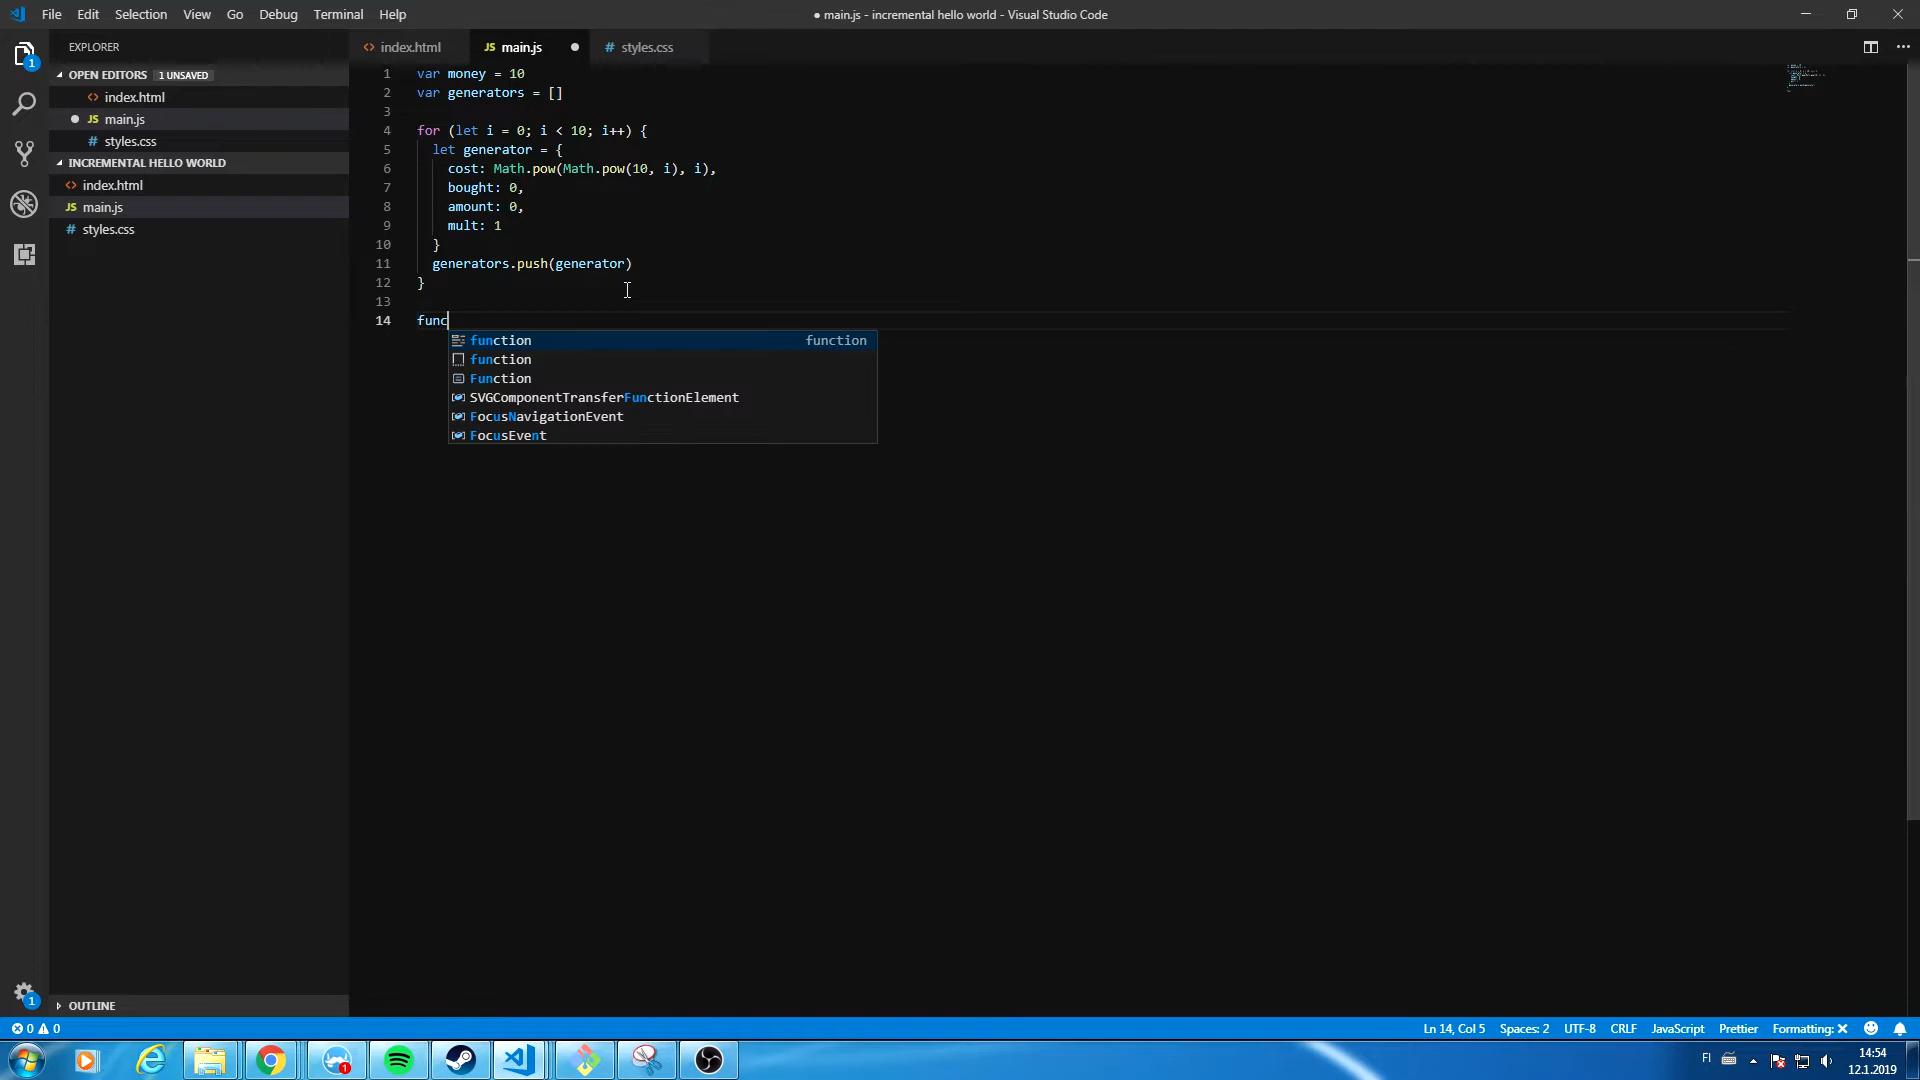 File Edit Selection View Go Debug Terminal Help
● main.js - incremental hello world - Visual Studio Code
EXPLORER
OPEN EDITORS 1 UNSAVED
<> index.html
● JS main.js
# styles.css
INCREMENTAL HELLO WORLD
<> index.html
JS main.js
# styles.css
OUTLINE
1
1
<> index.html
JS main.js ●
# styles.css
1 var money = 10
2 var generators = []
3
4 for (let i = 0; i < 10; i++) {
5 let generator = {
6 cost: Math.pow(Math.pow(10, i), i),
7 bought: 0,
8 amount: 0,
9 mult: 1
10 }
11 generators.push(generator)
12 }
13
14 func
function function
function
Function
SVGComponentTransferFunctionElement
FocusNavigationEvent
FocusEvent
0 0
Ln 14, Col 5 Spaces: 2 UTF-8 CRLF JavaScript Prettier Formatting: ✕
1
FI
14:54
12.1.2019